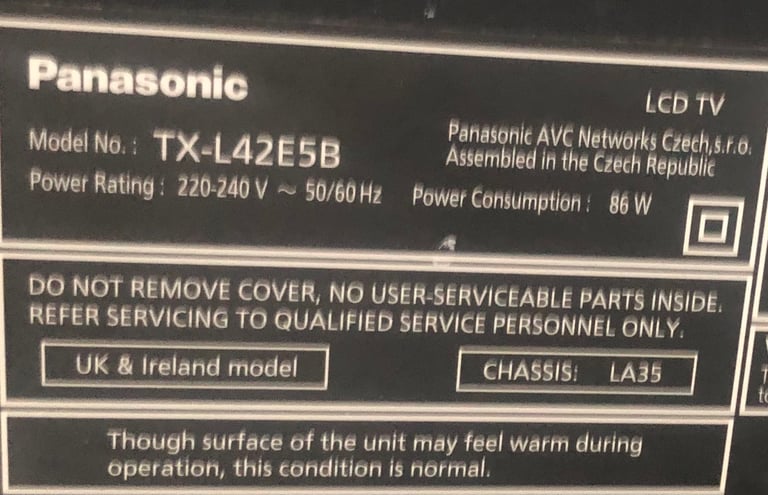 Panasonic
LCD TV
Model No. : TX-L42E5B
Panasonic AVC Networks Czech,s.r.o.
Assembled in the Czech Republic
Power Rating : 220-240 V ~ 50/60 Hz
Power Consumption : 86 W
DO NOT REMOVE COVER, NO USER-SERVICEABLE PARTS INSIDE.
REFER SERVICING TO QUALIFIED SERVICE PERSONNEL ONLY.
UK & Ireland model
CHASSIS: LA35
Though surface of the unit may feel warm during
operation, this condition is normal.